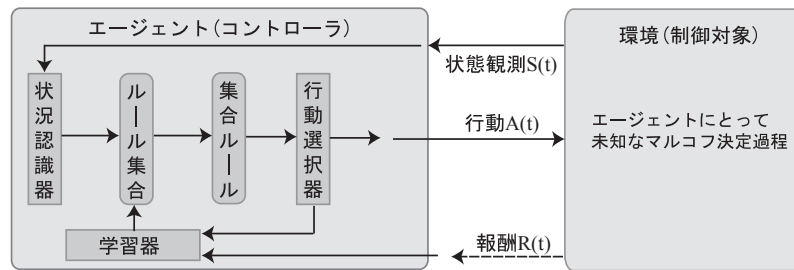 エージェント(コントローラ)
環境(制御対象)
状態観測S(t)
状況認識器
ルール集合
集合ルール
行動選択器
行動A(t)
エージェントにとって
未知なマルコフ決定過程
学習器
報酬R(t)